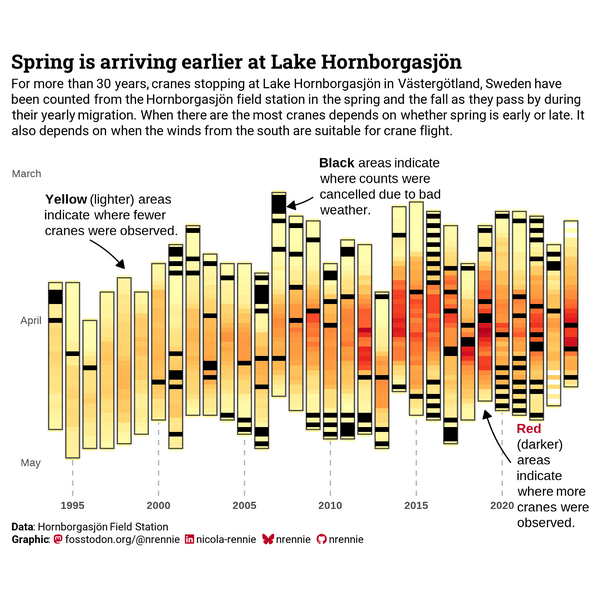 Spring is arriving earlier at Lake Hornborgasjön
For more than 30 years, cranes stopping at Lake Hornborgasjön in Västergötland, Sweden have
been counted from the Hornborgasjön field station in the spring and the fall as they pass by during
their yearly migration. When there are the most cranes depends on whether spring is early or late. It
also depends on when the winds from the south are suitable for crane flight.
March
Black areas indicate
where counts were
cancelled due to bad
weather.
Yellow (lighter) areas
indicate where fewer
cranes were observed.
April
May
Red
(darker)
areas
indicate
where more
cranes were
observed.
1995
2000
2005
2010
2015
2020
Data: Hornborgasjön Field Station
Graphic: fosstodon.org/@nrennie nicola-rennie nrennie nrennie